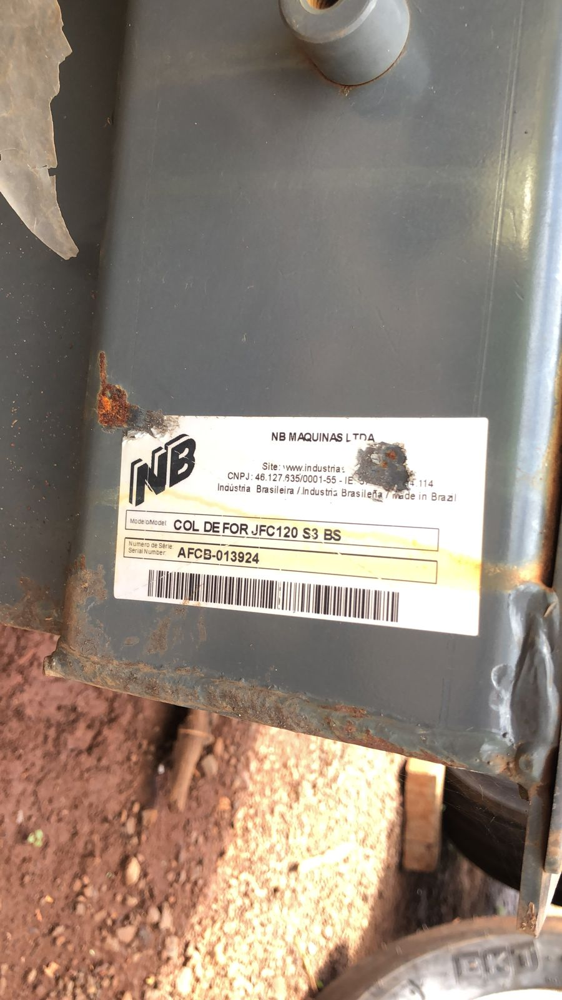 NB
NB MAQUINAS LTDA
Site: www.industrias
CNPJ: 46.127.635/0001-55 - IE: 4.114
Indústria Brasileira / Industria Brasileña / Made in Brazil
Modelo/Model: COL DE FOR JFC120 S3 BS
Numero de Série:
Serial Number: AFCB-013924
BKT